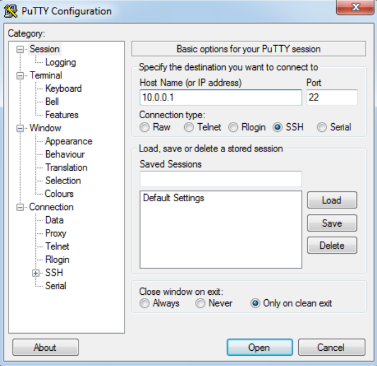 PuTTY Configuration
Category:
Session
Logging
Terminal
Keyboard
Bell
Features
Window
Appearance
Behaviour
Translation
Selection
Colours
Connection
Data
Proxy
Telnet
Rlogin
SSH
Serial
Basic options for your PuTTY session
Specify the destination you want to connect to
Host Name (or IP address) Port
10.0.0.1 22
Connection type:
Raw Telnet Rlogin SSH Serial
Load, save or delete a stored session
Saved Sessions
Default Settings
Load
Save
Delete
Close window on exit:
Always Never Only on clean exit
About Open Cancel